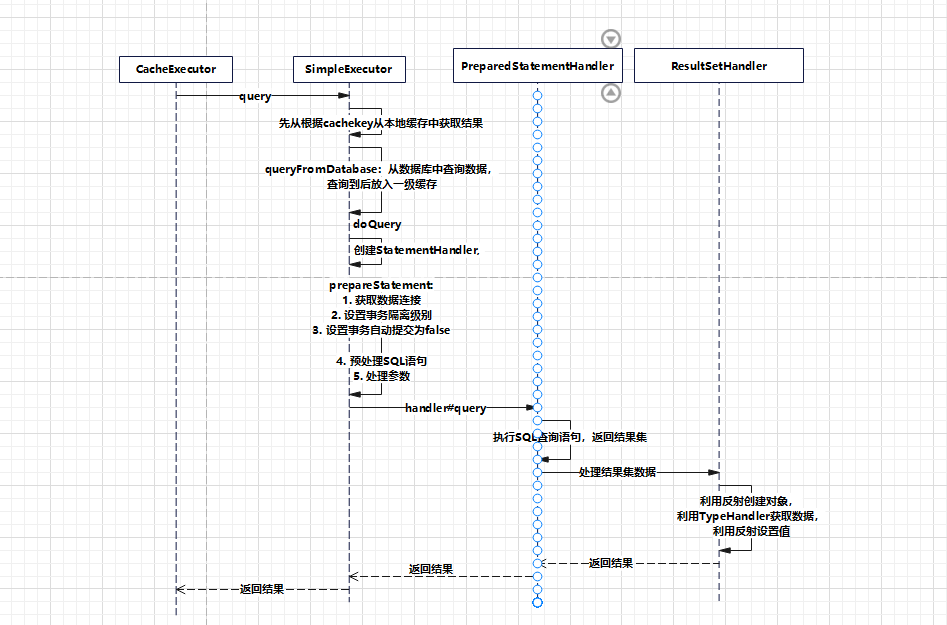 CacheExecutor
SimpleExecutor
PreparedStatementHandler
ResultSetHandler
query
先从根据cachekey从本地缓存中获取结果
queryFromDatabase：从数据库中查询数据，
查询到后放入一级缓存
doQuery
创建StatementHandler,
prepareStatement:
1. 获取数据连接
2. 设置事务隔离级别
3. 设置事务自动提交为false
4. 预处理SQL语句
5. 处理参数
handler#query
执行SQL查询语句，返回结果集
处理结果集数据
利用反射创建对象，
利用TypeHandler获取数据，
利用反射设置值
返回结果
返回结果
返回结果